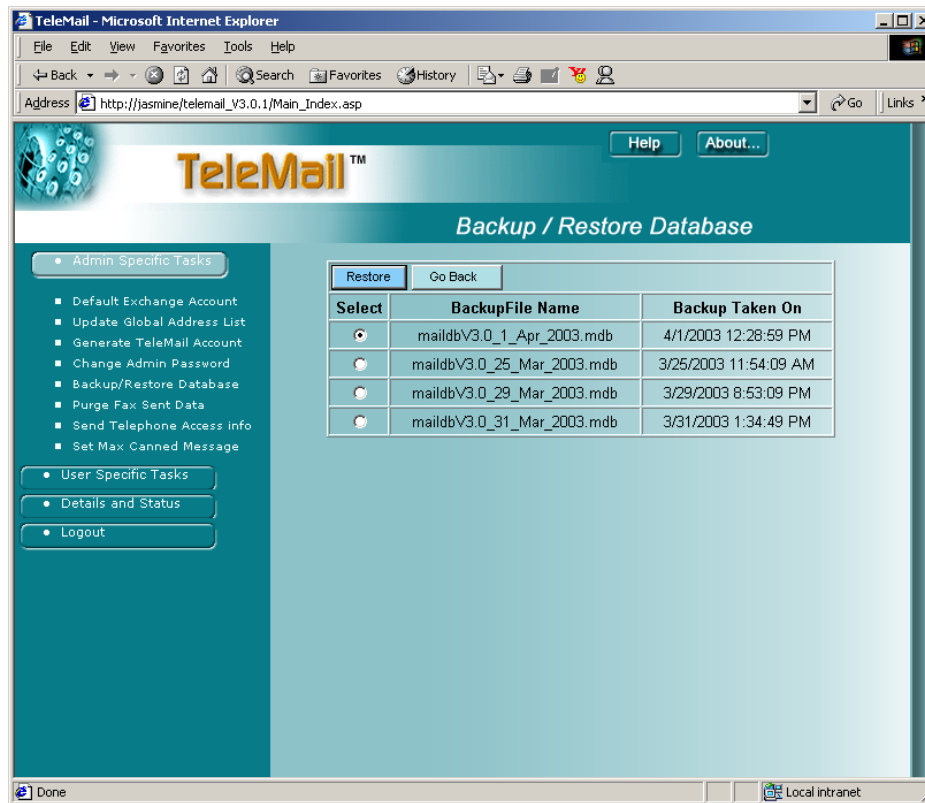 TeleMail - Microsoft Internet Explorer
File Edit View Favorites Tools Help
Back Search Favorites History
Address http://jasmine/telemail_V3.0.1/Main_Index.asp Go Links
TeleMail™
Help About...
Backup / Restore Database
Admin Specific Tasks
Default Exchange Account
Update Global Address List
Generate TeleMail Account
Change Admin Password
Backup/Restore Database
Purge Fax Sent Data
Send Telephone Access info
Set Max Canned Message
User Specific Tasks
Details and Status
Logout
Restore Go Back
Select BackupFile Name Backup Taken On
maildbV3.0_1_Apr_2003.mdb 4/1/2003 12:28:59 PM
maildbV3.0_25_Mar_2003.mdb 3/25/2003 11:54:09 AM
maildbV3.0_29_Mar_2003.mdb 3/29/2003 8:53:09 PM
maildbV3.0_31_Mar_2003.mdb 3/31/2003 1:34:49 PM
Done Local intranet